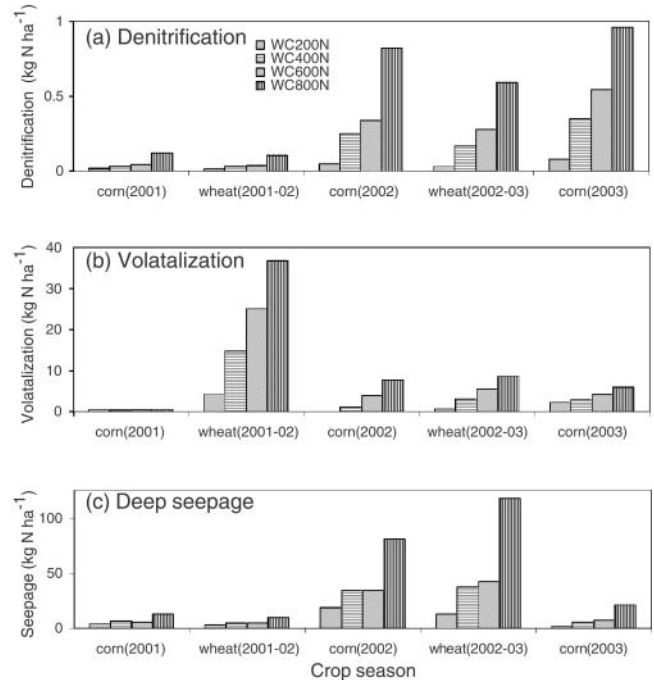 (a) Denitrification
WC200N
WC400N
WC600N
WC800N
Denitrification (kg N ha-1)
1
0.5
0
corn(2001) wheat(2001-02) corn(2002) wheat(2002-03) corn(2003)
(b) Volatalization
Volatalization (kg N ha-1)
40
30
20
10
0
corn(2001) wheat(2001-02) corn(2002) wheat(2002-03) corn(2003)
(c) Deep seepage
Seepage (kg N ha-1)
100
50
0
corn(2001) wheat(2001-02) corn(2002) wheat(2002-03) corn(2003)
Crop season